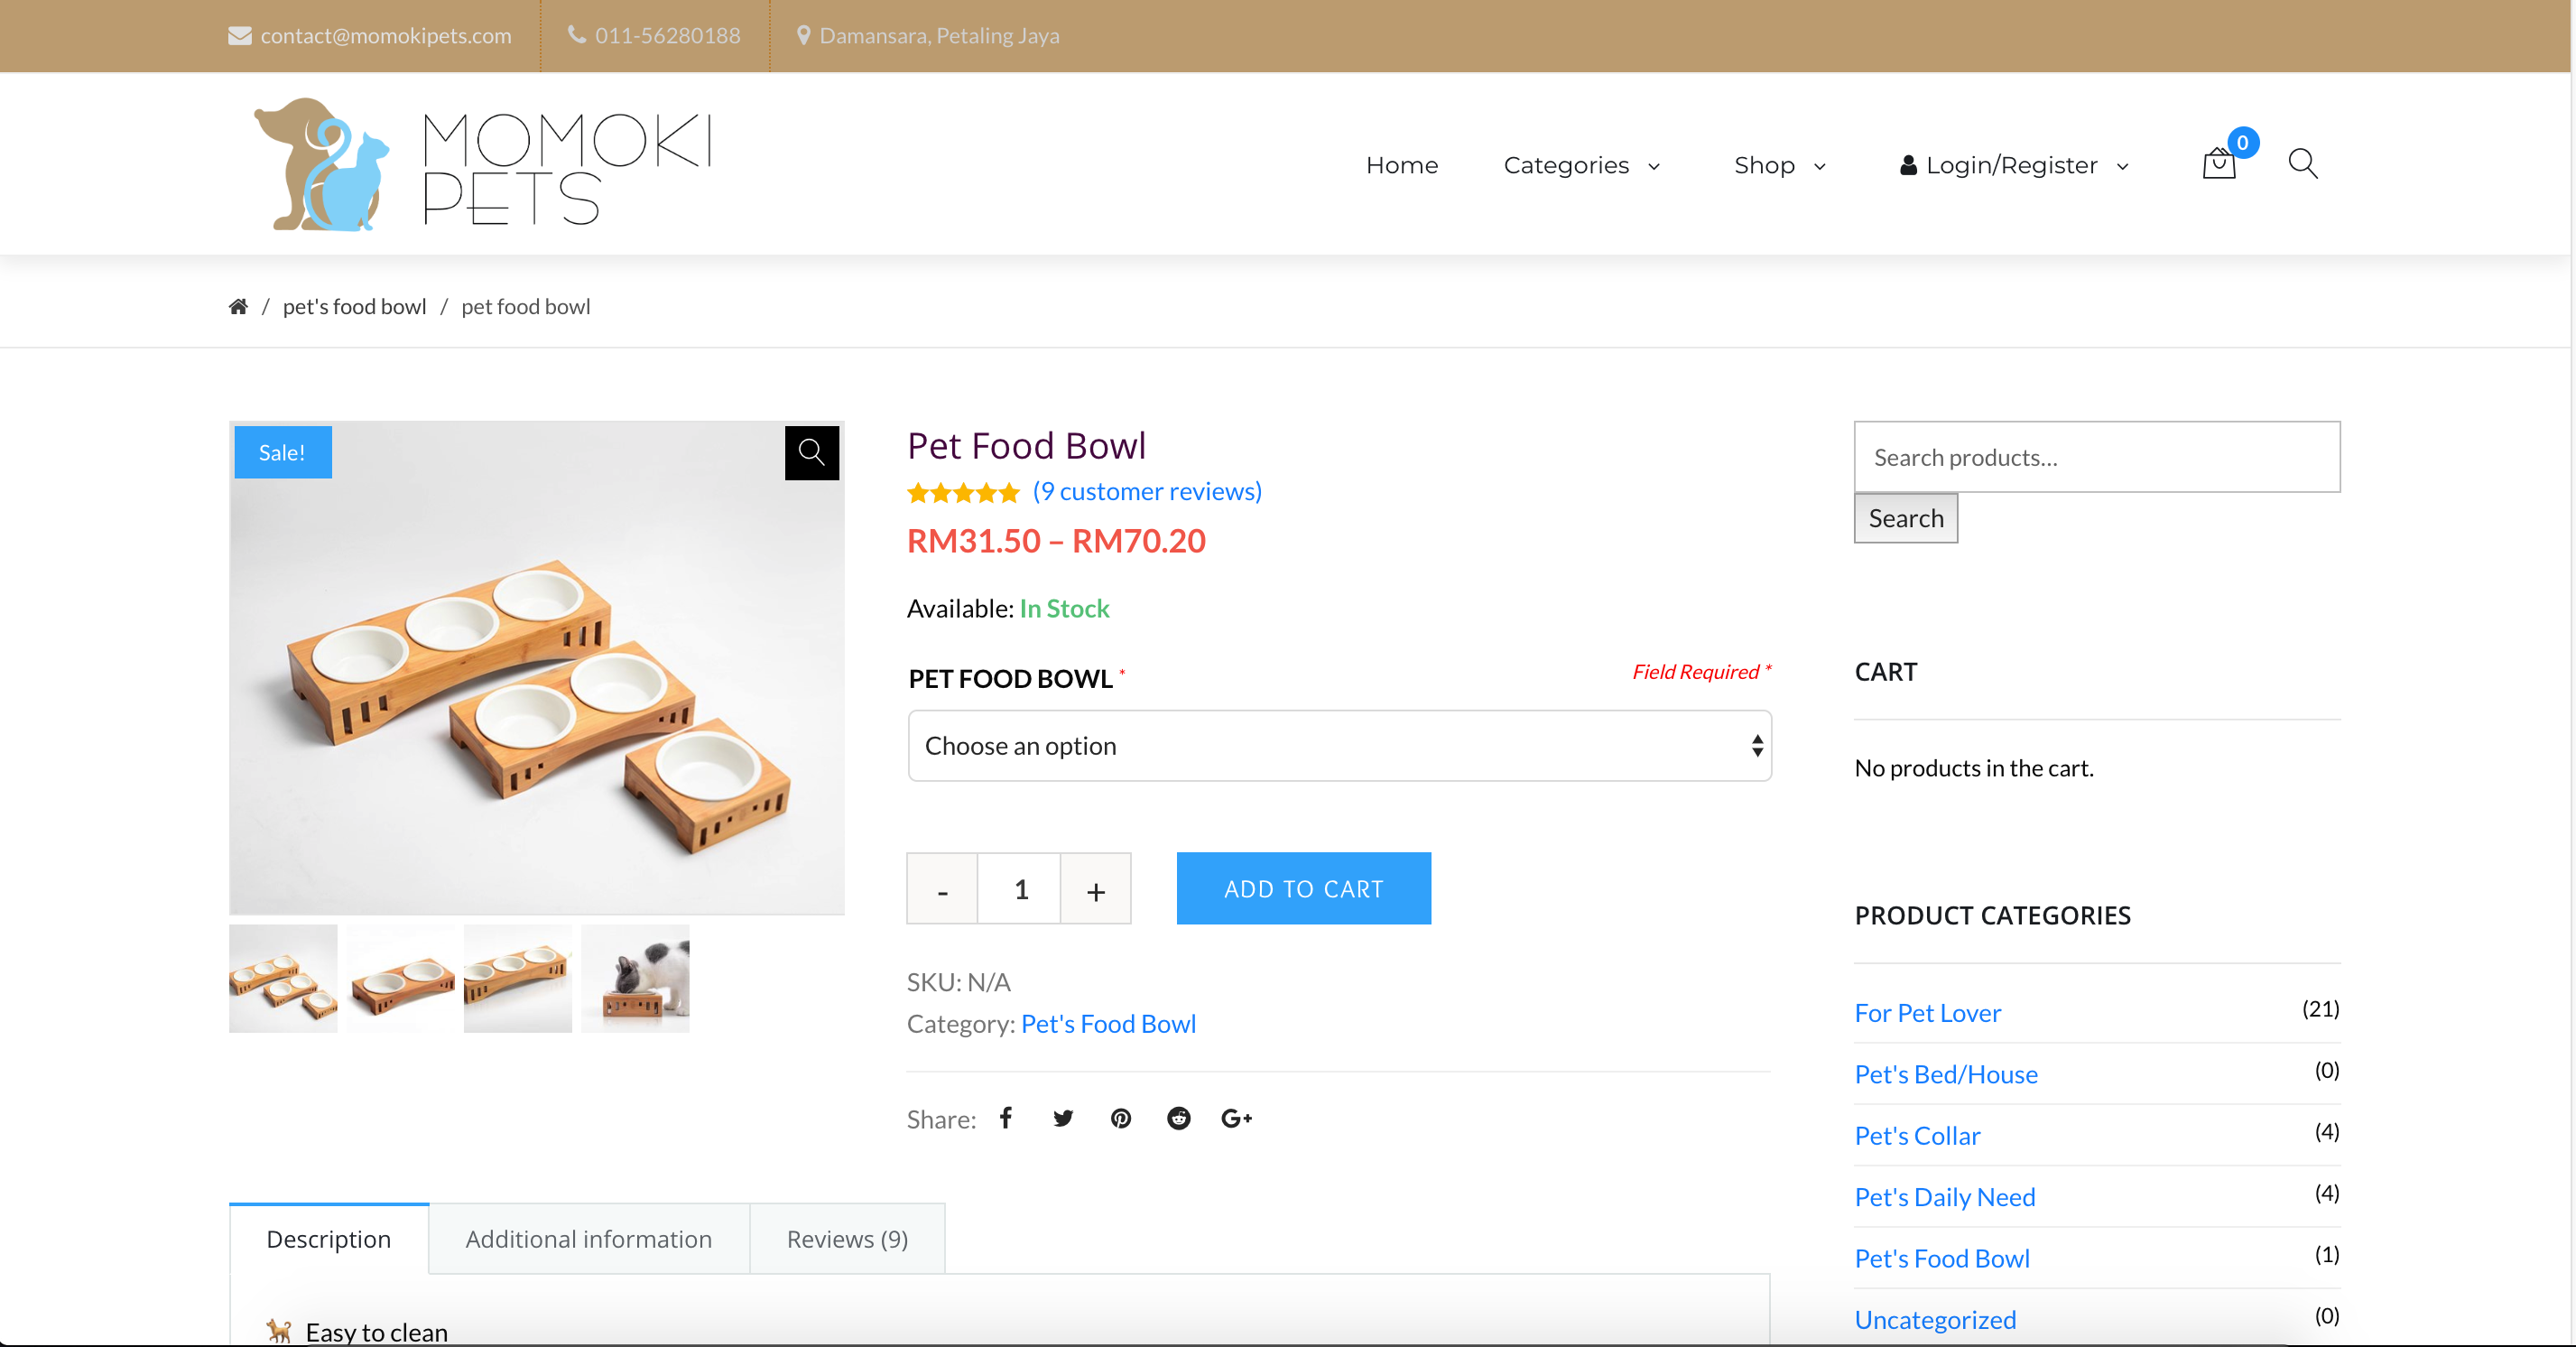 contact@momokipets.com
011-56280188
Damansara, Petaling Jaya
MOMOKI
PETS
Home
Categories
Shop
Login/Register
0
/ pet's food bowl / pet food bowl
Sale!
Pet Food Bowl
(9 customer reviews)
RM31.50 – RM70.20
Available: In Stock
PET FOOD BOWL *
Field Required *
Choose an option
- 1 +
ADD TO CART
SKU: N/A
Category: Pet's Food Bowl
Share:
Description
Additional information
Reviews (9)
Easy to clean
Search products...
Search
CART
No products in the cart.
PRODUCT CATEGORIES
For Pet Lover (21)
Pet's Bed/House (0)
Pet's Collar (4)
Pet's Daily Need (4)
Pet's Food Bowl (1)
Uncategorized (0)